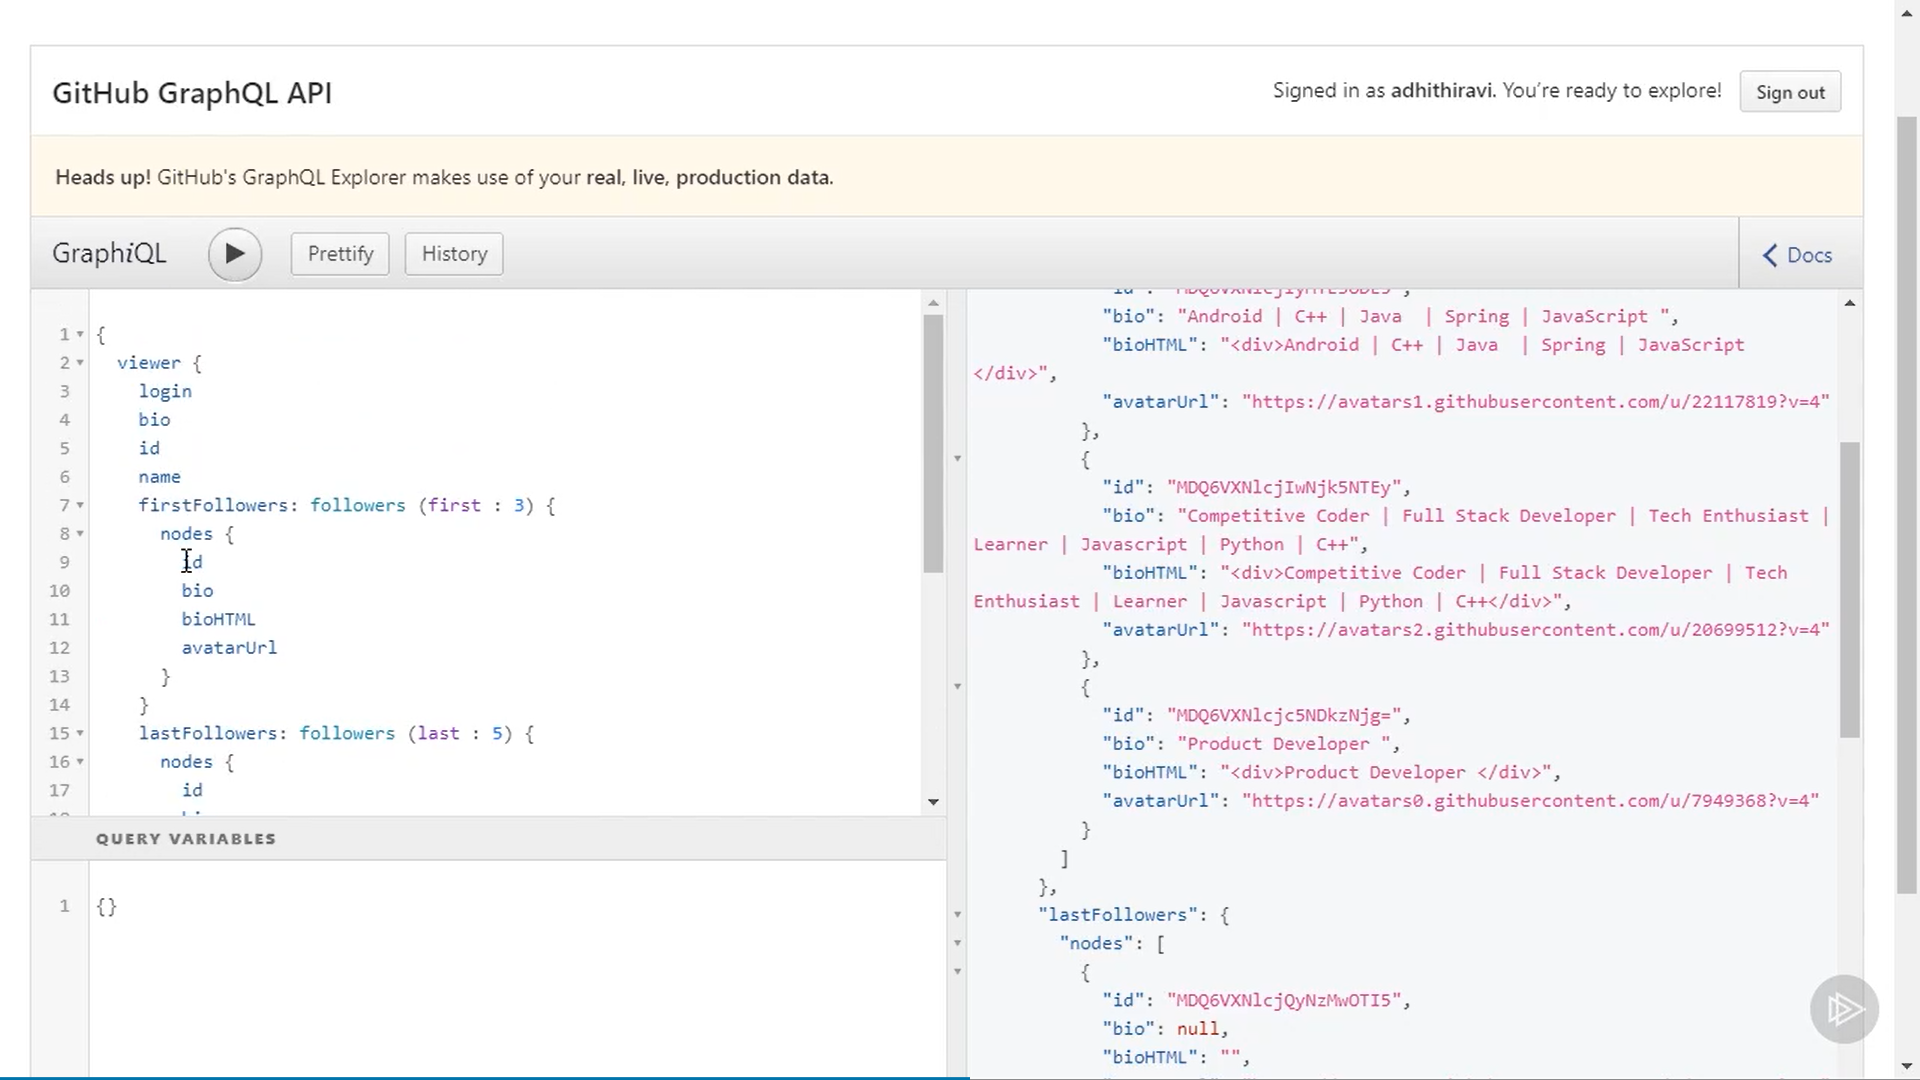 GitHub GraphQL API
Signed in as adhithiravi. You're ready to explore!
Sign out
Heads up! GitHub's GraphQL Explorer makes use of your real, live, production data.
GraphiQL
Prettify
History
Docs
1 {
2 viewer {
3 login
4 bio
5 id
6 name
7 firstFollowers: followers (first : 3) {
8 nodes {
9 id
10 bio
11 bioHTML
12 avatarUrl
13 }
14 }
15 lastFollowers: followers (last : 5) {
16 nodes {
17 id
QUERY VARIABLES
1 {}
"bio": "Android | C++ | Java  | Spring | JavaScript ",
"bioHTML": "<div>Android | C++ | Java  | Spring | JavaScript
</div>",
"avatarUrl": "https://avatars1.githubusercontent.com/u/22117819?v=4"
},
{
"id": "MDQ6VXNlcjIwNjk5NTEy",
"bio": "Competitive Coder | Full Stack Developer | Tech Enthusiast |
Learner | Javascript | Python | C++",
"bioHTML": "<div>Competitive Coder | Full Stack Developer | Tech
Enthusiast | Learner | Javascript | Python | C++</div>",
"avatarUrl": "https://avatars2.githubusercontent.com/u/20699512?v=4"
},
{
"id": "MDQ6VXNlcjc5NDkzNjg=",
"bio": "Product Developer ",
"bioHTML": "<div>Product Developer </div>",
"avatarUrl": "https://avatars0.githubusercontent.com/u/7949368?v=4"
}
]
},
"lastFollowers": {
"nodes": [
{
"id": "MDQ6VXNlcjQyNzMwOTI5",
"bio": null,
"bioHTML": "",